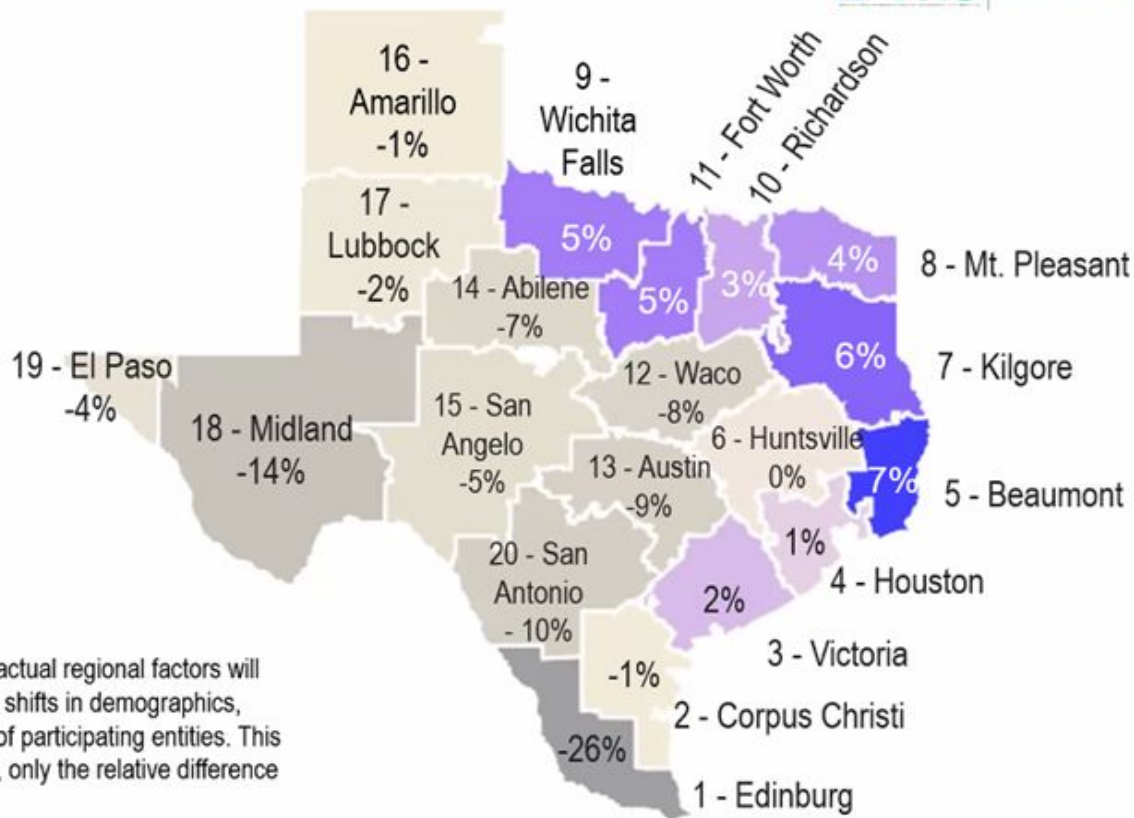 16 -
Amarillo
-1%
9 -
Wichita
Falls
11 - Fort Worth
10 - Richardson
17 -
Lubbock
-2%
5%
14 - Abilene
-7%
5%
3%
4%
8 - Mt. Pleasant
19 - El Paso
-4%
18 - Midland
-14%
15 - San
Angelo
-5%
12 - Waco
-8%
6%
7 - Kilgore
6 - Huntsville
0%
13 - Austin
-9%
7%
5 - Beaumont
1%
4 - Houston
20 - San
Antonio
- 10%
2%
3 - Victoria
-1%
2 - Corpus Christi
-26%
1 - Edinburg
actual regional factors will
shifts in demographics,
of participating entities. This
, only the relative difference